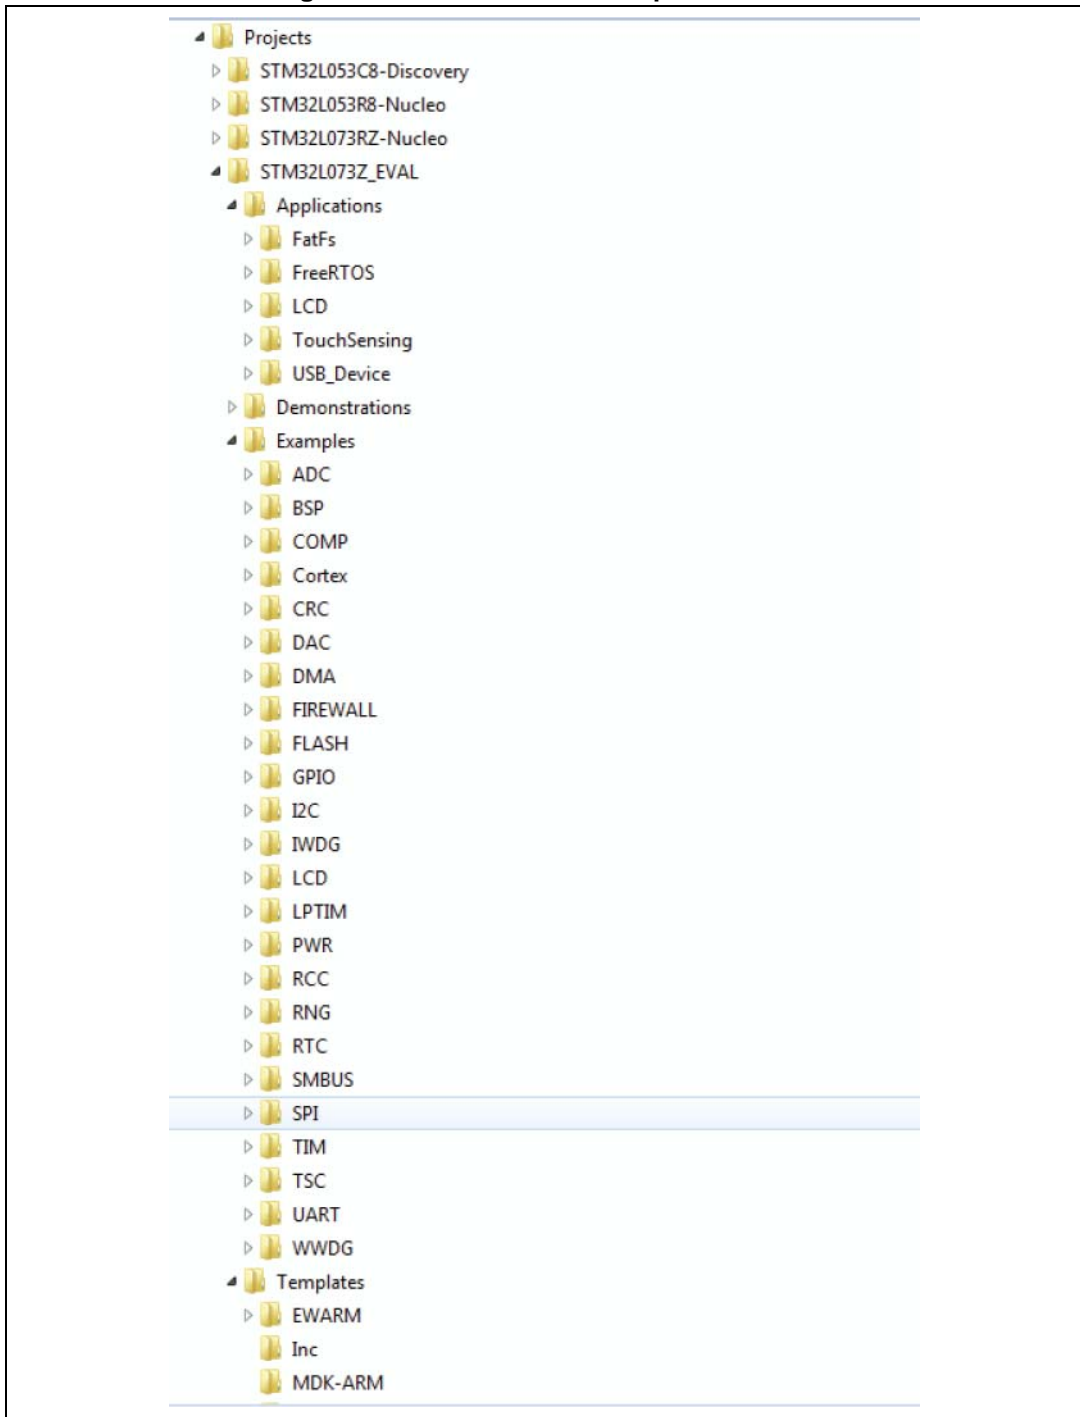 Projects
STM32L053C8-Discovery
STM32L053R8-Nucleo
STM32L073RZ-Nucleo
STM32L073Z_EVAL
Applications
FatFs
FreeRTOS
LCD
TouchSensing
USB_Device
Demonstrations
Examples
ADC
BSP
COMP
Cortex
CRC
DAC
DMA
FIREWALL
FLASH
GPIO
I2C
IWDG
LCD
LPTIM
PWR
RCC
RNG
RTC
SMBUS
SPI
TIM
TSC
UART
WWDG
Templates
EWARM
Inc
MDK-ARM